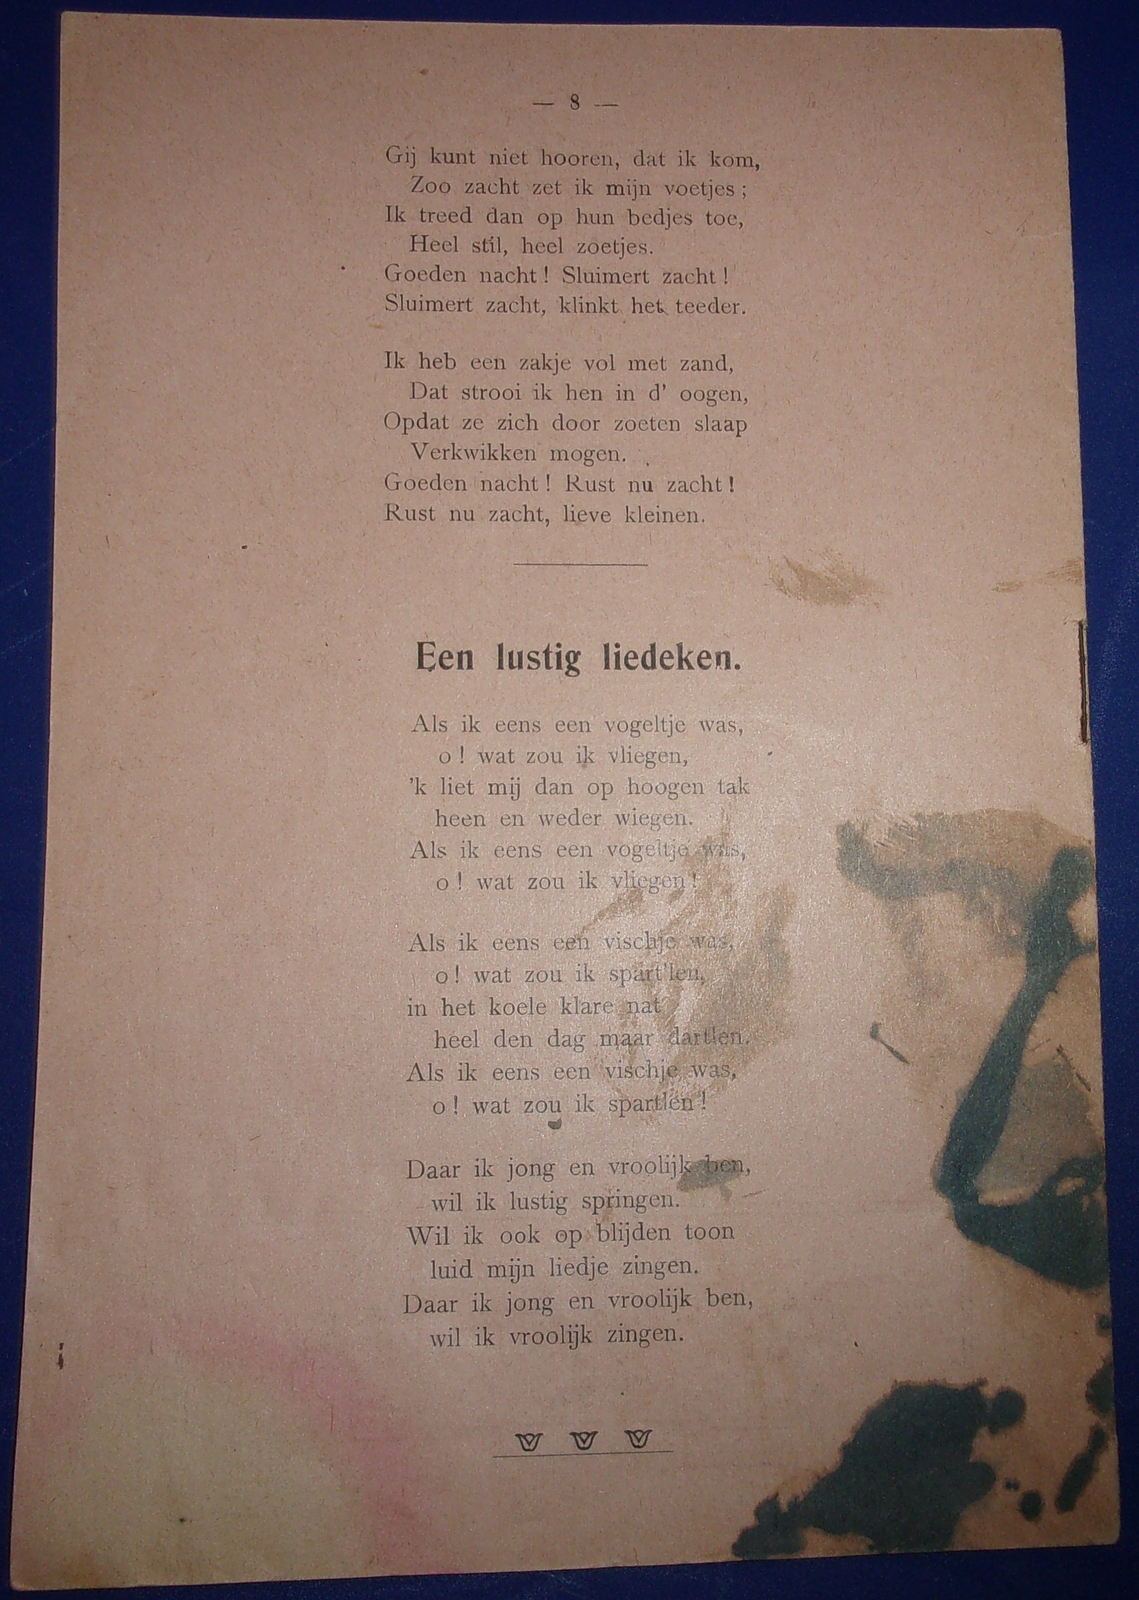 — 8 —
Gij kunt niet hooren, dat ik kom,
Zoo zacht zet ik mijn voetjes ;
Ik treed dan op hun bedjes toe,
Heel stil, heel zoetjes.
Goeden nacht ! Sluimert zacht !
Sluimert zacht, klinkt het teeder.
Ik heb een zakje vol met zand,
Dat strooi ik hen in d' oogen,
Opdat ze zich door zoeten slaap
Verkwikken mogen.
Goeden nacht ! Rust nu zacht !
Rust nu zacht, lieve kleinen.
Een lustig liedeken.
Als ik eens een vogeltje was,
o ! wat zou ik vliegen,
'k liet mij dan op hoogen tak
heen en weder wiegen.
Als ik eens een vogeltje was,
o ! wat zou ik vliegen !
Als ik eens een vischje was,
o ! wat zou ik spart'len,
in het koele klare nat
heel den dag maar dartlen.
Als ik eens een vischje was,
o ! wat zou ik spartlen !
Daar ik jong en vroolijk ben,
wil ik lustig springen.
Wil ik ook op blijden toon
luid mijn liedje zingen.
Daar ik jong en vroolijk ben,
wil ik vroolijk zingen.